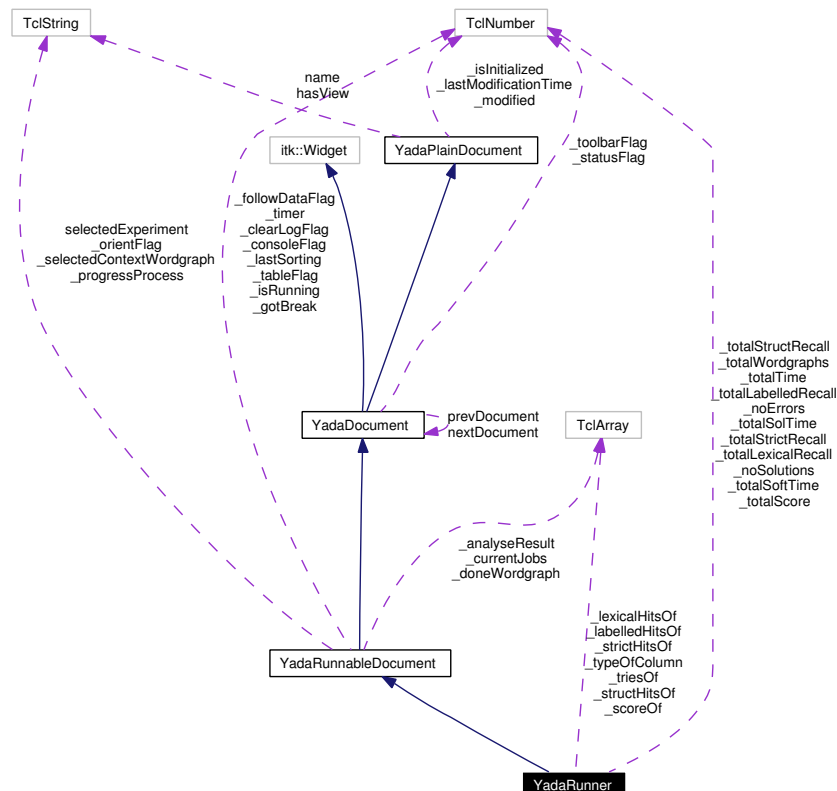 TclString
TclNumber
name
hasView
_isInitialized
_lastModificationTime
_modified
itk::Widget
YadaPlainDocument
_toolbarFlag
_statusFlag
_followDataFlag
_timer
_clearLogFlag
_consoleFlag
_lastSorting
_tableFlag
_isRunning
_gotBreak
selectedExperiment
_orientFlag
_selectedContextWordgraph
_progressProcess
_totalStructRecall
_totalWordgraphs
_totalTime
_totalLabelledRecall
_noErrors
_totalSolTime
_totalStrictRecall
_totalLexicalRecall
_noSolutions
_totalSoftTime
_totalScore
YadaDocument
prevDocument
nextDocument
TclArray
_analyseResult
_currentJobs
_doneWordgraph
_lexicalHitsOf
_labelledHitsOf
_strictHitsOf
_typeOfColumn
_triesOf
_structHitsOf
_scoreOf
YadaRunnableDocument
YadaRunner